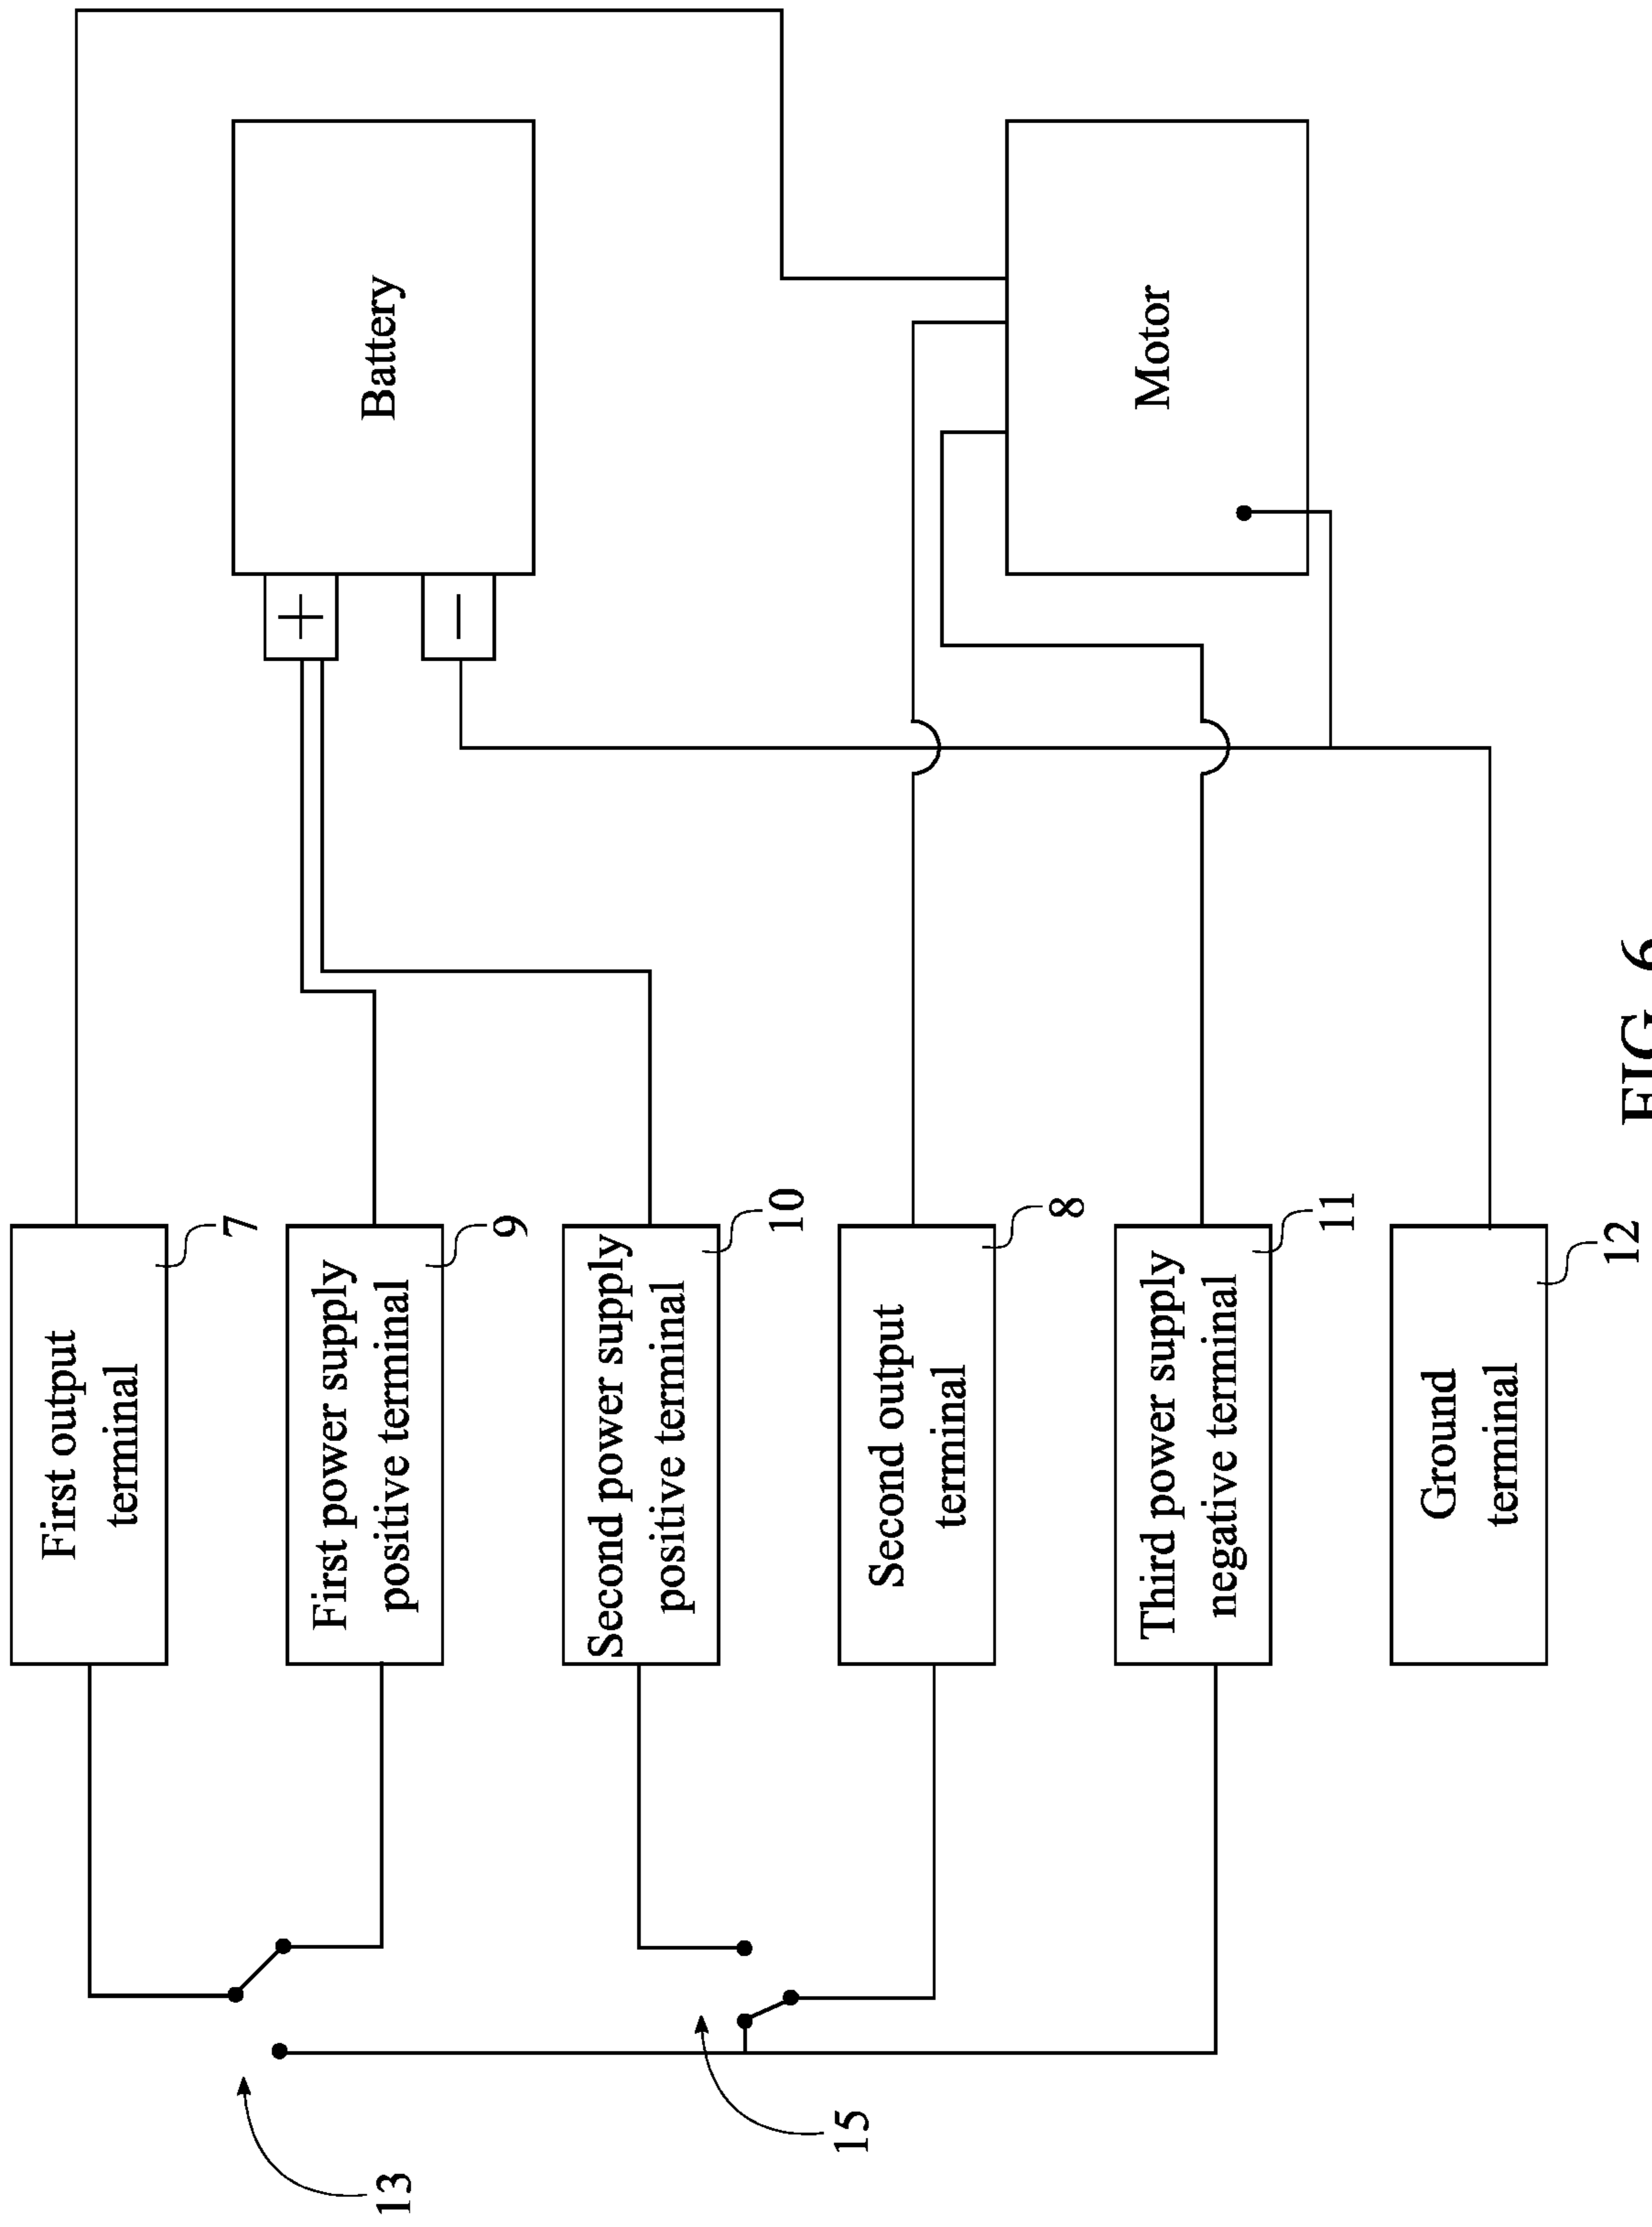 First output
terminal
7
First power supply
positive terminal
9
Second power supply
positive terminal
10
Second output
terminal
8
Third power supply
negative terminal
11
Ground
terminal
12
Battery
+
−
Motor
13
15
FIG. 6